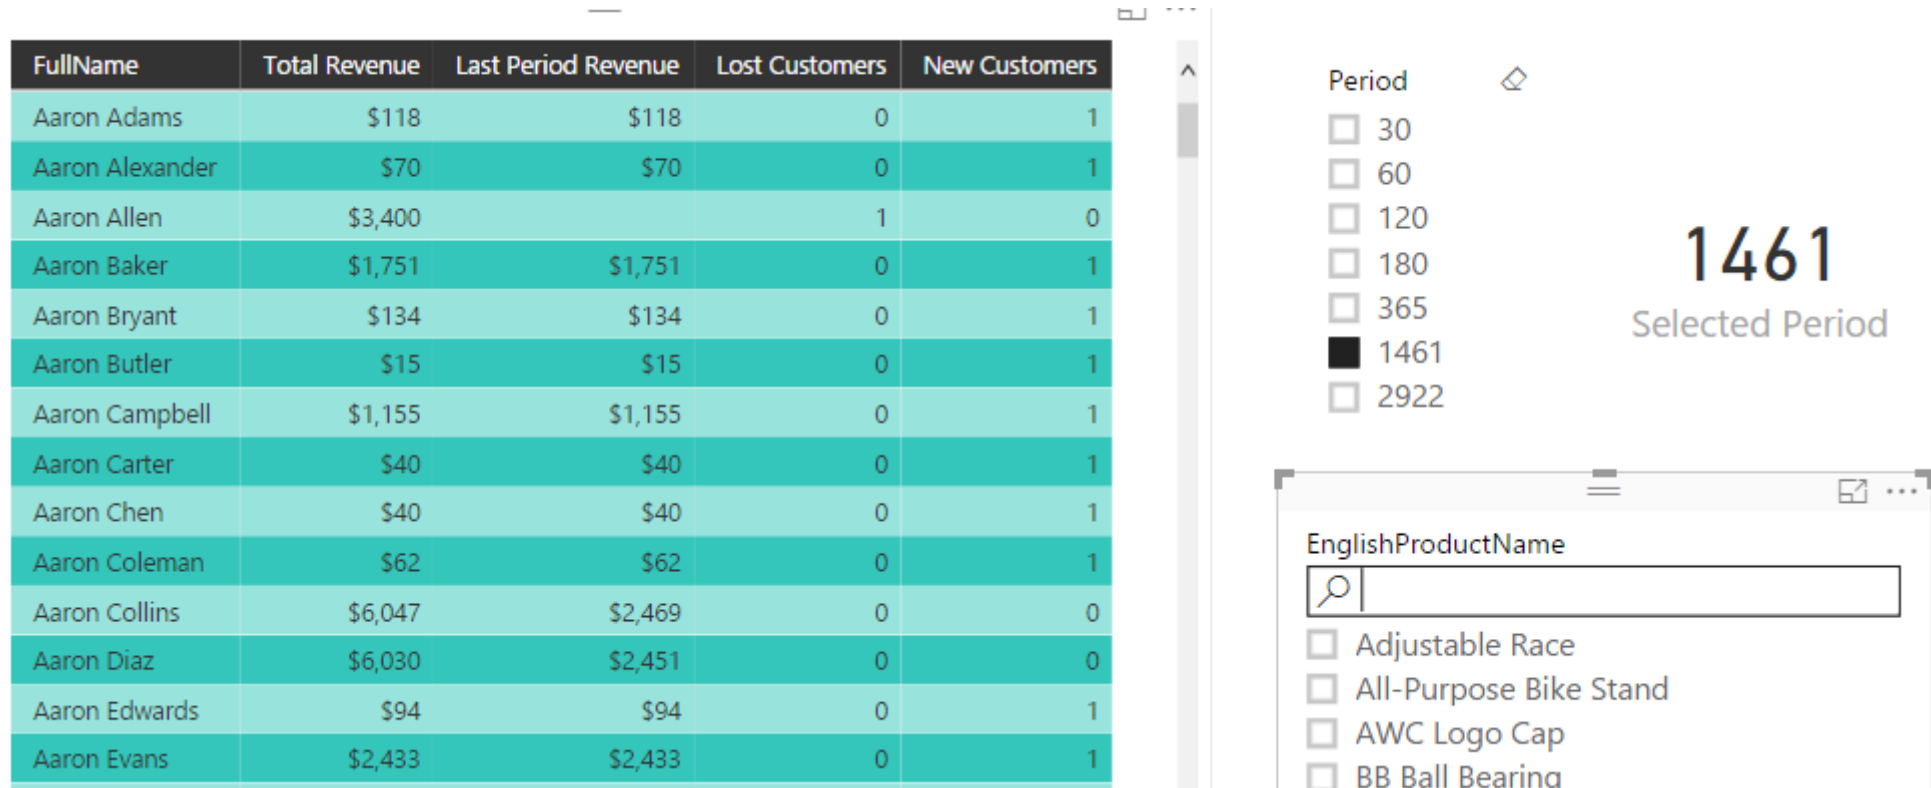 FullName Total Revenue Last Period Revenue Lost Customers New Customers
Aaron Adams $118 $118 0 1
Aaron Alexander $70 $70 0 1
Aaron Allen $3,400 1 0
Aaron Baker $1,751 $1,751 0 1
Aaron Bryant $134 $134 0 1
Aaron Butler $15 $15 0 1
Aaron Campbell $1,155 $1,155 0 1
Aaron Carter $40 $40 0 1
Aaron Chen $40 $40 0 1
Aaron Coleman $62 $62 0 1
Aaron Collins $6,047 $2,469 0 0
Aaron Diaz $6,030 $2,451 0 0
Aaron Edwards $94 $94 0 1
Aaron Evans $2,433 $2,433 0 1
Period
30
60
120
180
365
1461
2922
1461
Selected Period
EnglishProductName
Adjustable Race
All-Purpose Bike Stand
AWC Logo Cap
BB Ball Bearing